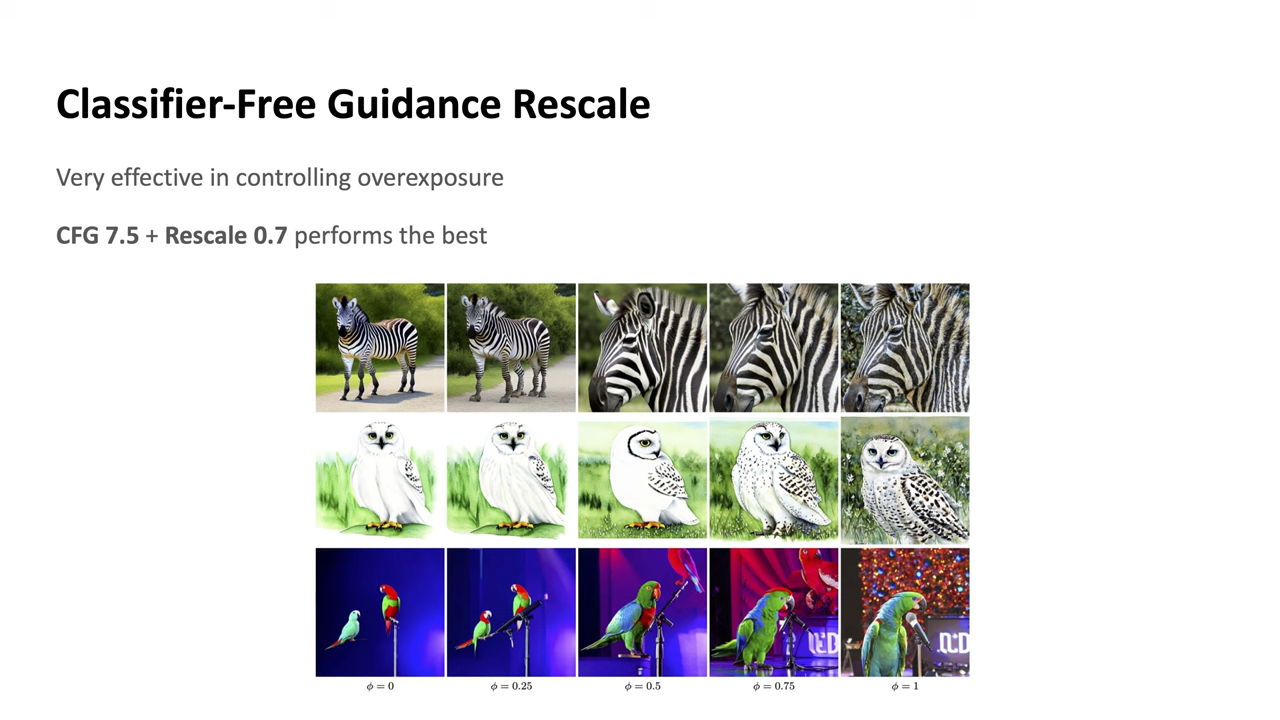 Classifier-Free Guidance Rescale
Very effective in controlling overexposure
CFG 7.5 + Rescale 0.7 performs the best
ϕ = 0
ϕ = 0.25
ϕ = 0.5
ϕ = 0.75
ϕ = 1